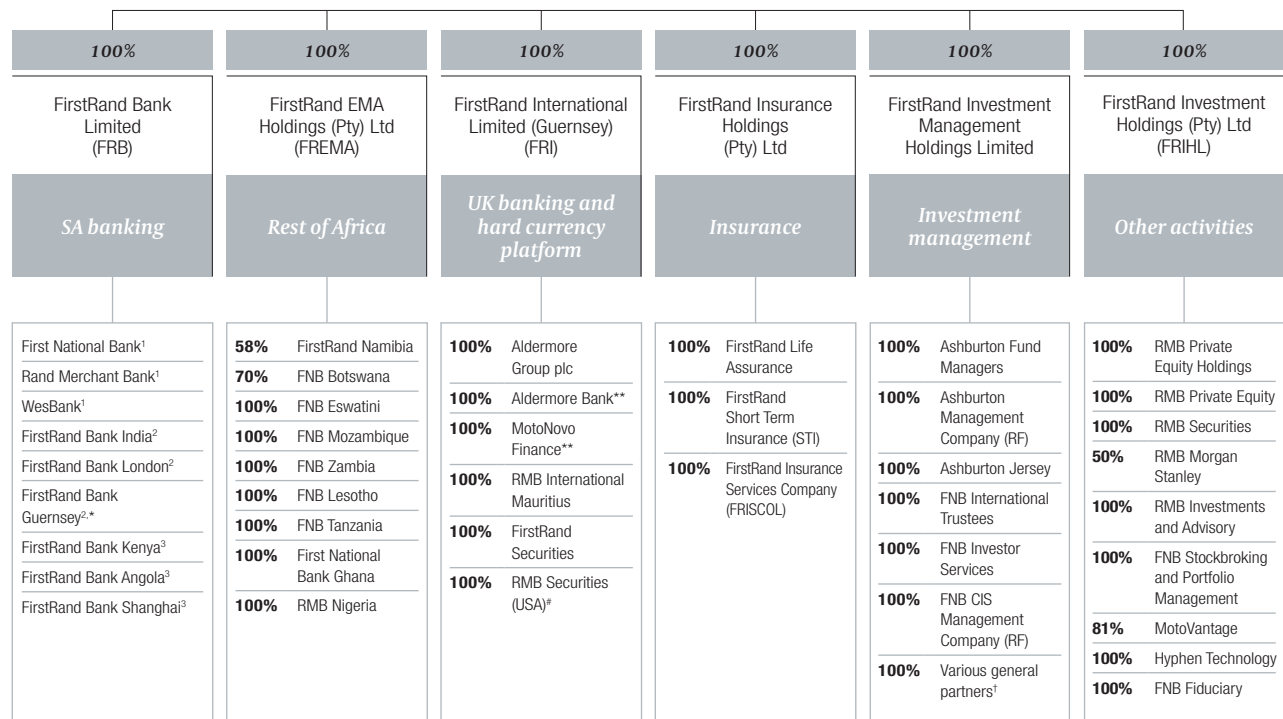 100%
FirstRand Bank
Limited
(FRB)
SA banking
First National Bank¹
Rand Merchant Bank¹
WesBank¹
FirstRand Bank India²
FirstRand Bank London²
FirstRand Bank
Guernsey²,*
FirstRand Bank Kenya³
FirstRand Bank Angola³
FirstRand Bank Shanghai³
100%
FirstRand EMA
Holdings (Pty) Ltd
(FREMA)
Rest of Africa
58% FirstRand Namibia
70% FNB Botswana
100% FNB Eswatini
100% FNB Mozambique
100% FNB Zambia
100% FNB Lesotho
100% FNB Tanzania
100% First National
Bank Ghana
100% RMB Nigeria
100%
FirstRand International
Limited (Guernsey)
(FRI)
UK banking and
hard currency
platform
100% Aldermore
Group plc
100% Aldermore Bank**
100% MotoNovo
Finance**
100% RMB International
Mauritius
100% FirstRand
Securities
100% RMB Securities
(USA)#
100%
FirstRand Insurance
Holdings
(Pty) Ltd
Insurance
100% FirstRand Life
Assurance
100% FirstRand
Short Term
Insurance (STI)
100% FirstRand Insurance
Services Company
(FRISCOL)
100%
FirstRand Investment
Management
Holdings Limited
Investment
management
100% Ashburton Fund
Managers
100% Ashburton
Management
Company (RF)
100% Ashburton Jersey
100% FNB International
Trustees
100% FNB Investor
Services
100% FNB CIS
Management
Company (RF)
100% Various general
partners†
100%
FirstRand Investment
Holdings (Pty) Ltd
(FRIHL)
Other activities
100% RMB Private
Equity Holdings
100% RMB Private Equity
100% RMB Securities
50% RMB Morgan
Stanley
100% RMB Investments
and Advisory
100% FNB Stockbroking
and Portfolio
Management
81% MotoVantage
100% Hyphen Technology
100% FNB Fiduciary